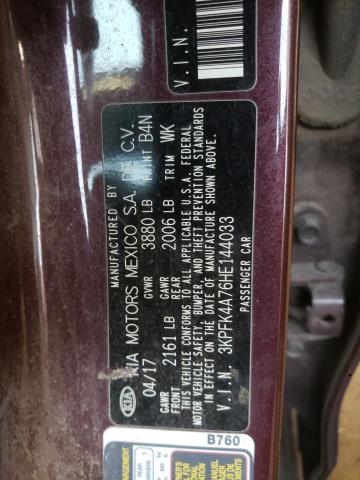 MANUFACTURED BY
KIA KIA MOTORS MEXICO S.A. DE C.V.
04/17 GVWR 3880 LB PAINT B4N
GAWR FRONT 2161 LB GAWR REAR 2006 LB TRIM WK
THIS VEHICLE CONFORMS TO ALL APPLICABLE U.S.A. FEDERAL
MOTOR VEHICLE SAFETY, BUMPER, AND THEFT PREVENTION STANDARDS
IN EFFECT ON THE DATE OF MANUFACTURE SHOWN ABOVE.
V.I.N. 3KPFK4A76HE144033 PASSENGER CAR
V.I.N.
B760
REAR